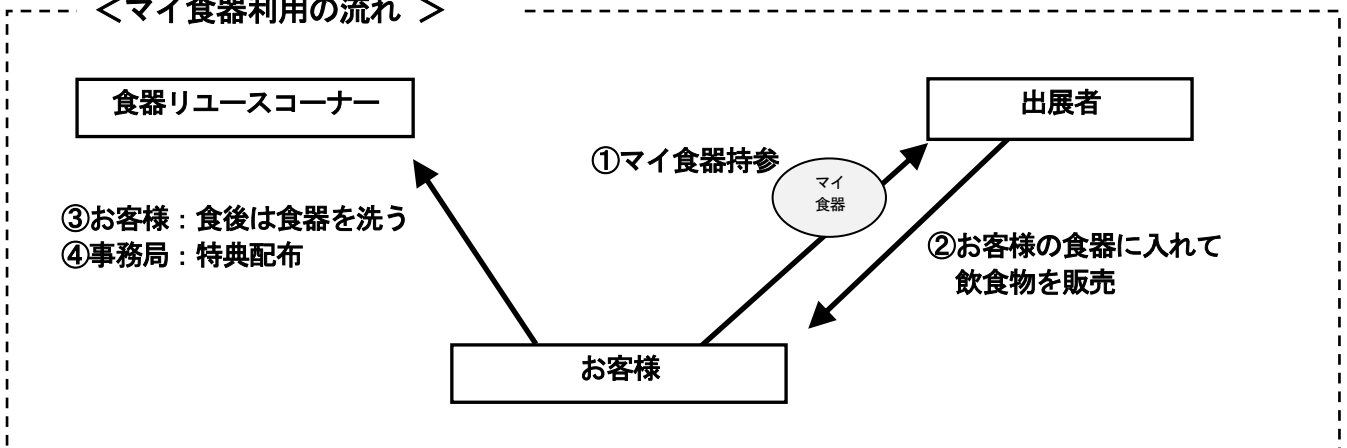 ＜マイ食器利用の流れ ＞
食器リユースコーナー
出展者
①マイ食器持参
マイ
食器
③お客様：食後は食器を洗う
④事務局：特典配布
②お客様の食器に入れて
飲食物を販売
お客様